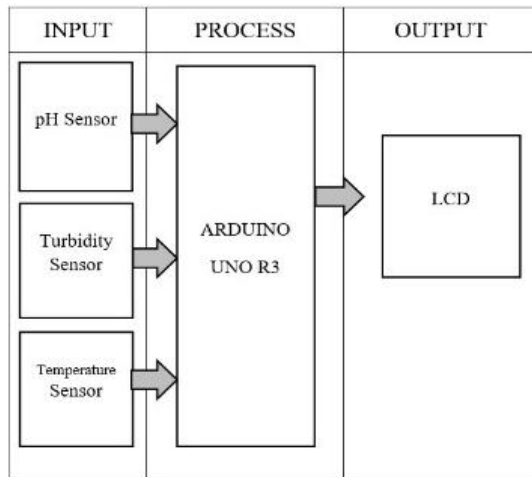 INPUT
PROCESS
OUTPUT
pH Sensor
Turbidity
Sensor
Temperature
Sensor
ARDUINO
UNO R3
LCD